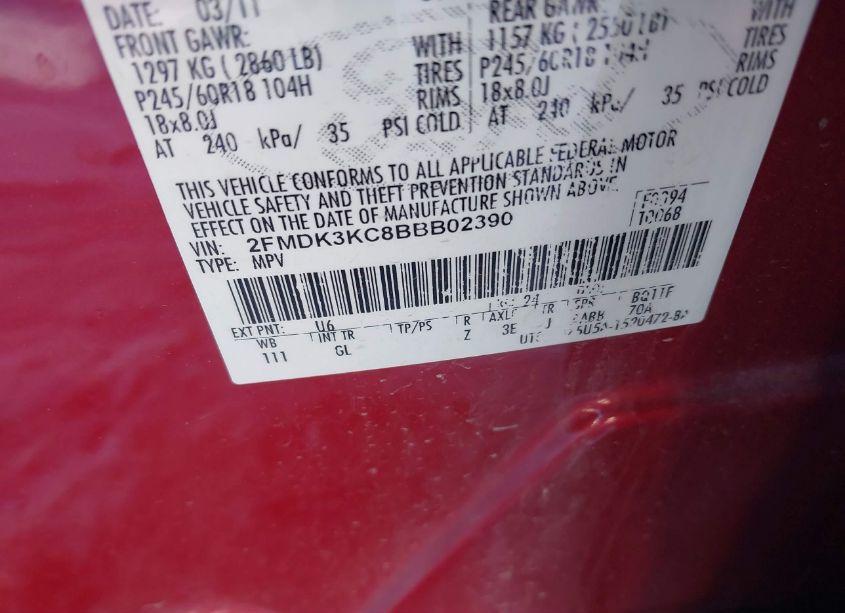 DATE: 03/11
FRONT GAWR:
1297 KG ( 2860 LB)
P245/60R18 104H
18x8.0J
AT 240 kPa/ 35 PSI COLD
WITH
TIRES
RIMS
REAR GAWR:
1157 KG ( 2550 LB)
P245/60R18 104H
18x8.0J
AT 240 kPa/ 35 PSI COLD
WITH
TIRES
RIMS
THIS VEHICLE CONFORMS TO ALL APPLICABLE FEDERAL MOTOR
VEHICLE SAFETY AND THEFT PREVENTION STANDARDS IN
EFFECT ON THE DATE OF MANUFACTURE SHOWN ABOVE.
VIN: 2FMDK3KC8BBB02390
TYPE: MPV
T0068
EXT PNT: U6
WB
111
INT TR
GL
TP/PS
R
Z
AXLE
3E
TR
J
SPR
70A